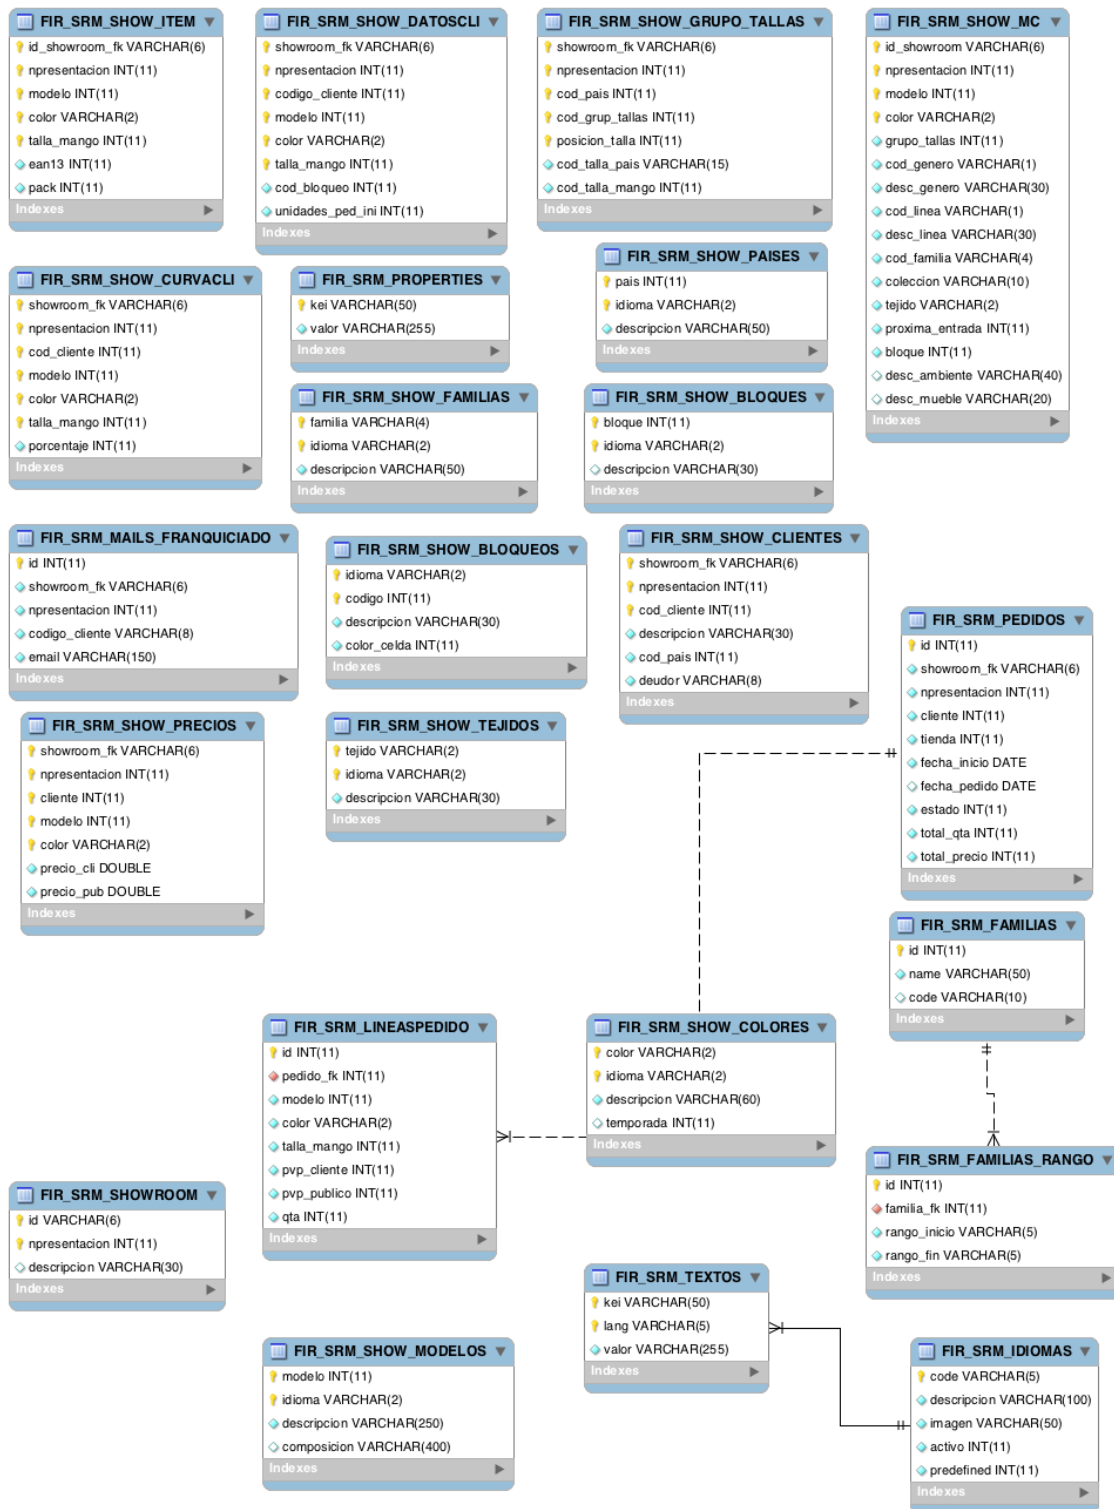 FIR_SRM_SHOW_ITEM
id_showroom_fk VARCHAR(6)
npresentacion INT(11)
modelo INT(11)
color VARCHAR(2)
talla_mango INT(11)
ean13 INT(11)
pack INT(11)
Indexes
FIR_SRM_SHOW_DATOSCLI
showroom_fk VARCHAR(6)
npresentacion INT(11)
codigo_cliente INT(11)
modelo INT(11)
color VARCHAR(2)
talla_mango INT(11)
cod_bloqueo INT(11)
unidades_ped_ini INT(11)
Indexes
FIR_SRM_SHOW_GRUPO_TALLAS
showroom_fk VARCHAR(6)
npresentacion INT(11)
cod_pais INT(11)
cod_grup_tallas INT(11)
posicion_talla INT(11)
cod_talla_pais VARCHAR(15)
cod_talla_mango INT(11)
Indexes
FIR_SRM_SHOW_MC
id_showroom VARCHAR(6)
npresentacion INT(11)
modelo INT(11)
color VARCHAR(2)
grupo_tallas INT(11)
cod_genero VARCHAR(1)
desc_genero VARCHAR(30)
cod_linea VARCHAR(1)
desc_linea VARCHAR(30)
cod_familia VARCHAR(4)
coleccion VARCHAR(10)
tejido VARCHAR(2)
proxima_entrada INT(11)
bloque INT(11)
desc_ambiente VARCHAR(40)
desc_mueble VARCHAR(20)
Indexes
FIR_SRM_SHOW_CURVACLI
showroom_fk VARCHAR(6)
npresentacion INT(11)
cod_cliente INT(11)
modelo INT(11)
color VARCHAR(2)
talla_mango INT(11)
porcentaje INT(11)
Indexes
FIR_SRM_PROPERTIES
kei VARCHAR(50)
valor VARCHAR(255)
Indexes
FIR_SRM_SHOW_PAISES
pais INT(11)
idioma VARCHAR(2)
descripcion VARCHAR(50)
Indexes
FIR_SRM_SHOW_FAMILIAS
familia VARCHAR(4)
idioma VARCHAR(2)
descripcion VARCHAR(50)
Indexes
FIR_SRM_SHOW_BLOQUES
bloque INT(11)
idioma VARCHAR(2)
descripcion VARCHAR(30)
Indexes
FIR_SRM_MAILS_FRANQUICIADO
id INT(11)
showroom_fk VARCHAR(6)
npresentacion INT(11)
codigo_cliente VARCHAR(8)
email VARCHAR(150)
Indexes
FIR_SRM_SHOW_BLOQUEOS
idioma VARCHAR(2)
codigo INT(11)
descripcion VARCHAR(30)
color_celda INT(11)
Indexes
FIR_SRM_SHOW_CLIENTES
showroom_fk VARCHAR(6)
npresentacion INT(11)
cod_cliente INT(11)
descripcion VARCHAR(30)
cod_pais INT(11)
deudor VARCHAR(8)
Indexes
FIR_SRM_PEDIDOS
id INT(11)
showroom_fk VARCHAR(6)
npresentacion INT(11)
cliente INT(11)
tienda INT(11)
fecha_inicio DATE
fecha_pedido DATE
estado INT(11)
total_qta INT(11)
total_precio INT(11)
Indexes
FIR_SRM_SHOW_PRECIOS
showroom_fk VARCHAR(6)
npresentacion INT(11)
cliente INT(11)
modelo INT(11)
color VARCHAR(2)
precio_cli DOUBLE
precio_pub DOUBLE
Indexes
FIR_SRM_SHOW_TEJIDOS
tejido VARCHAR(2)
idioma VARCHAR(2)
descripcion VARCHAR(30)
Indexes
FIR_SRM_FAMILIAS
id INT(11)
name VARCHAR(50)
code VARCHAR(10)
Indexes
FIR_SRM_LINEASPEDIDO
id INT(11)
pedido_fk INT(11)
modelo INT(11)
color VARCHAR(2)
talla_mango INT(11)
pvp_cliente INT(11)
pvp_publico INT(11)
qta INT(11)
Indexes
FIR_SRM_SHOW_COLORES
color VARCHAR(2)
idioma VARCHAR(2)
descripcion VARCHAR(60)
temporada INT(11)
Indexes
FIR_SRM_FAMILIAS_RANGO
id INT(11)
familia_fk INT(11)
rango_inicio VARCHAR(5)
rango_fin VARCHAR(5)
Indexes
FIR_SRM_SHOWROOM
id VARCHAR(6)
npresentacion INT(11)
descripcion VARCHAR(30)
Indexes
FIR_SRM_TEXTOS
kei VARCHAR(50)
lang VARCHAR(5)
valor VARCHAR(255)
Indexes
FIR_SRM_SHOW_MODELOS
modelo INT(11)
idioma VARCHAR(2)
descripcion VARCHAR(250)
composicion VARCHAR(400)
Indexes
FIR_SRM_IDIOMAS
code VARCHAR(5)
descripcion VARCHAR(100)
imagen VARCHAR(50)
activo INT(11)
predefined INT(11)
Indexes